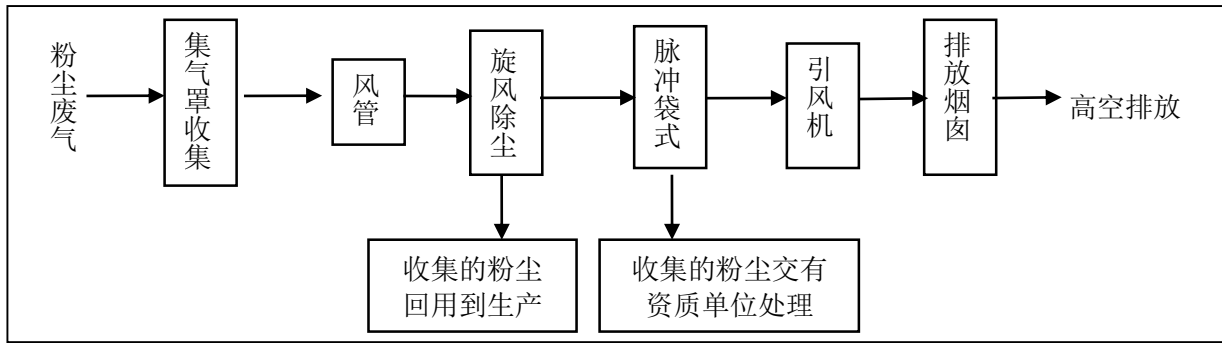 粉尘废气
集气罩收集
风管
旋风除尘
脉冲袋式
引风机
排放烟囱
高空排放
收集的粉尘
回用到生产
收集的粉尘交有
资质单位处理